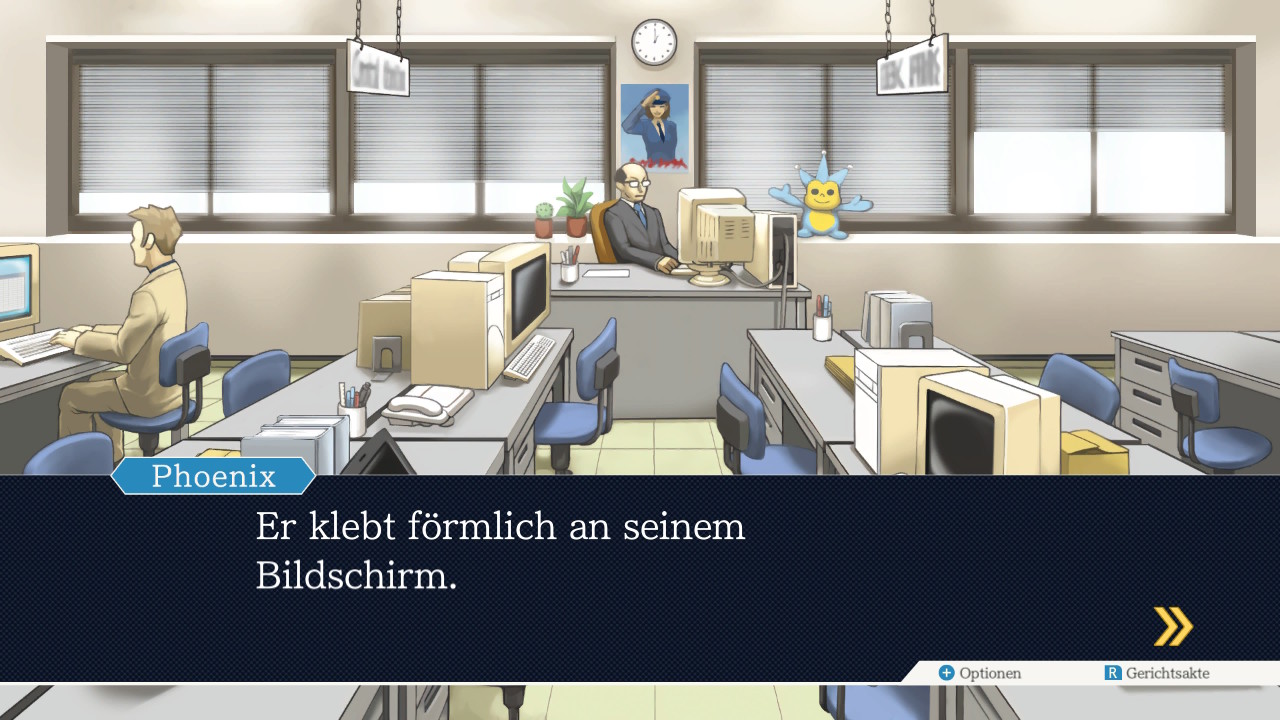 Phoenix
Er klebt förmlich an seinem
Bildschirm.
+ Optionen
R Gerichtsakte